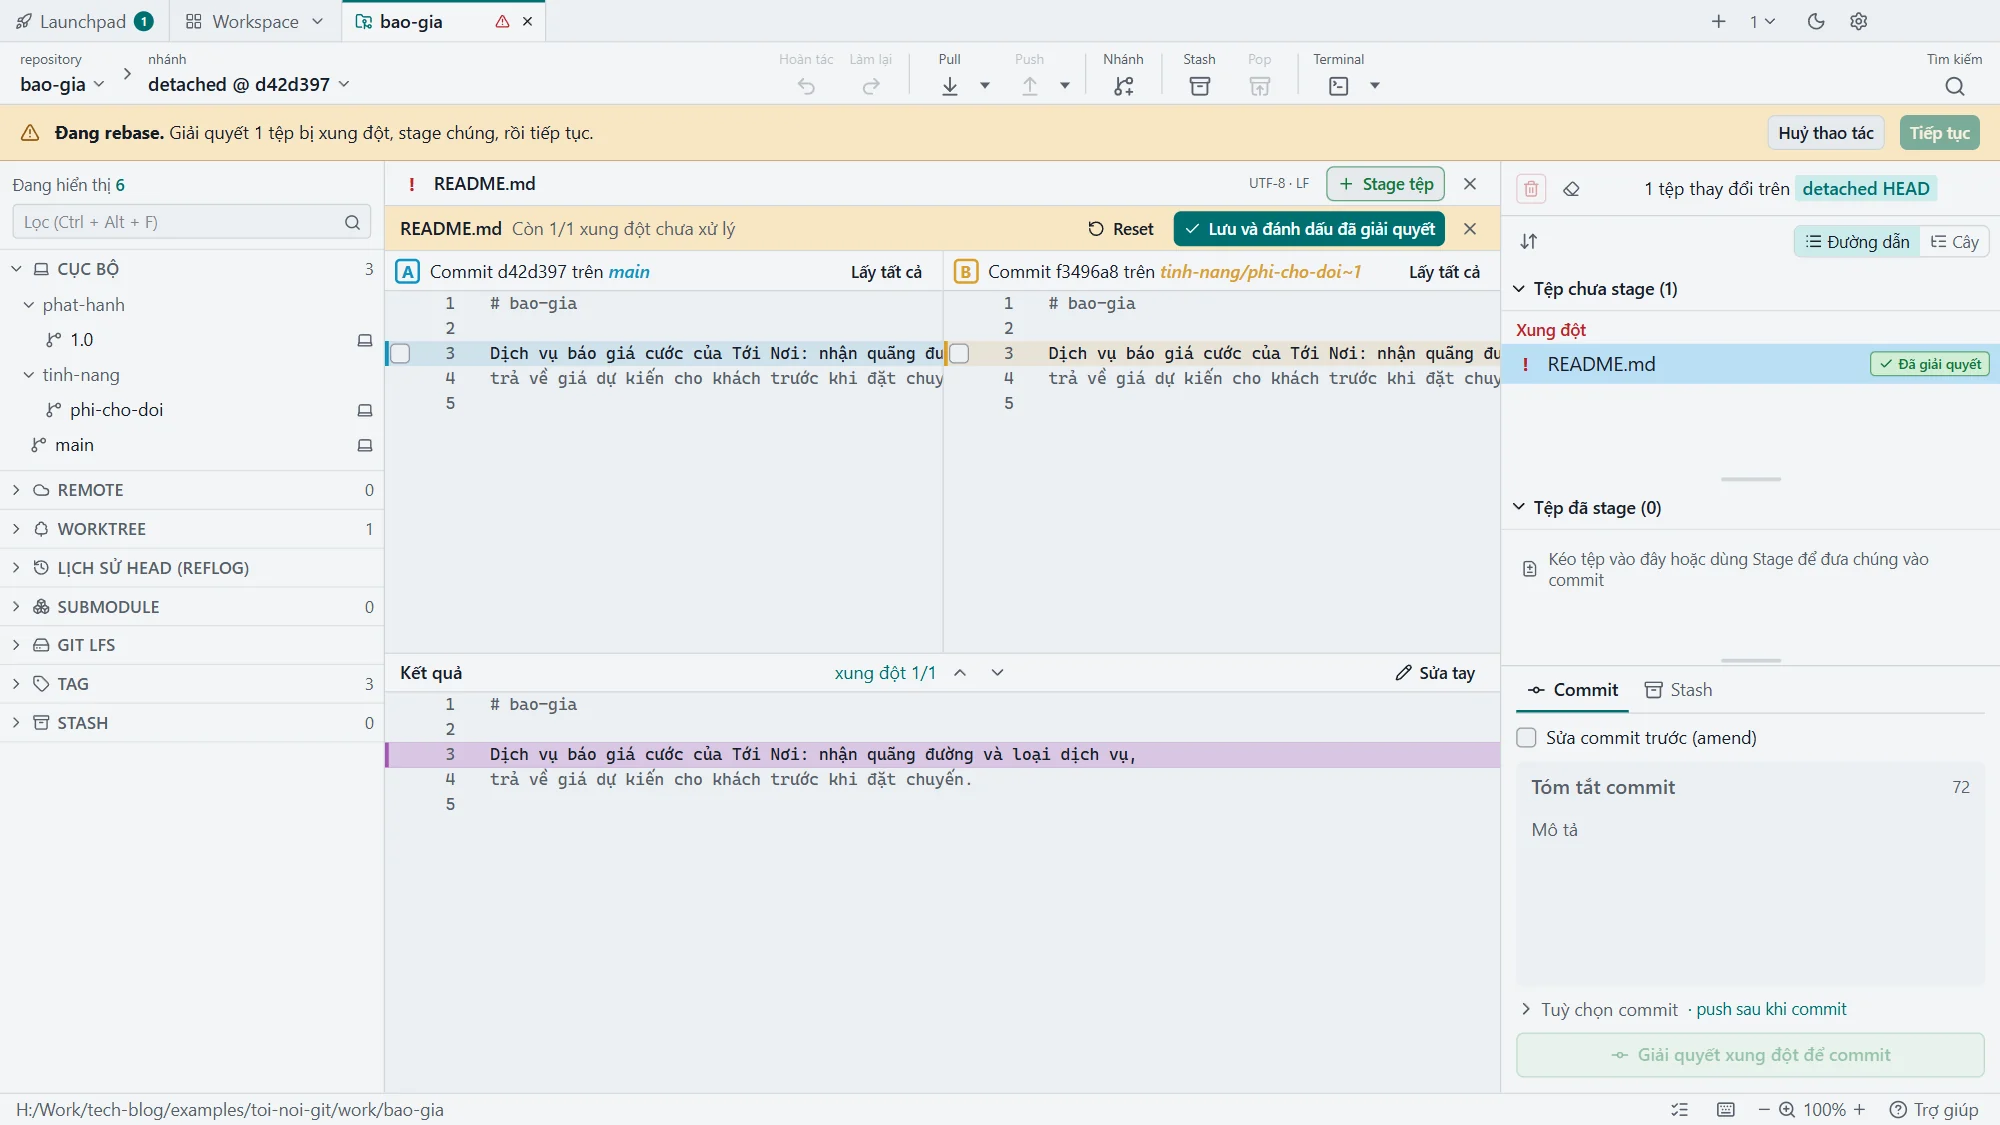 Launchpad 1
Workspace
bao-gia
1
repository
bao-gia
nhánh
detached @ d42d397
Hoàn tác
Làm lại
Pull
Push
Nhánh
Stash
Pop
Terminal
Tìm kiếm
Đang rebase. Giải quyết 1 tệp bị xung đột, stage chúng, rồi tiếp tục.
Huỷ thao tác
Tiếp tục
Đang hiển thị 6
Lọc (Ctrl + Alt + F)
CỤC BỘ 3
phat-hanh
1.0
tinh-nang
phi-cho-doi
main
REMOTE 0
WORKTREE 1
LỊCH SỬ HEAD (REFLOG)
SUBMODULE 0
GIT LFS
TAG 3
STASH 0
! README.md
UTF-8 · LF
Stage tệp
README.md Còn 1/1 xung đột chưa xử lý
Reset
Lưu và đánh dấu đã giải quyết
A Commit d42d397 trên main
Lấy tất cả
1 # bao-gia
2
3 Dịch vụ báo giá cước của Tới Nơi: nhận quãng đư
4 trả về giá dự kiến cho khách trước khi đặt chuy
5
B Commit f3496a8 trên tinh-nang/phi-cho-doi~1
Lấy tất cả
1 # bao-gia
2
3 Dịch vụ báo giá cước của Tới Nơi: nhận quãng đư
4 trả về giá dự kiến cho khách trước khi đặt chuy
5
Kết quả
xung đột 1/1
Sửa tay
1 # bao-gia
2
3 Dịch vụ báo giá cước của Tới Nơi: nhận quãng đường và loại dịch vụ,
4 trả về giá dự kiến cho khách trước khi đặt chuyến.
5
1 tệp thay đổi trên detached HEAD
Đường dẫn
Cây
Tệp chưa stage (1)
Xung đột
! README.md
Đã giải quyết
Tệp đã stage (0)
Kéo tệp vào đây hoặc dùng Stage để đưa chúng vào
commit
Commit
Stash
Sửa commit trước (amend)
Tóm tắt commit 72
Mô tả
Tuỳ chọn commit · push sau khi commit
Giải quyết xung đột để commit
H:/Work/tech-blog/examples/toi-noi-git/work/bao-gia
100%
Trợ giúp